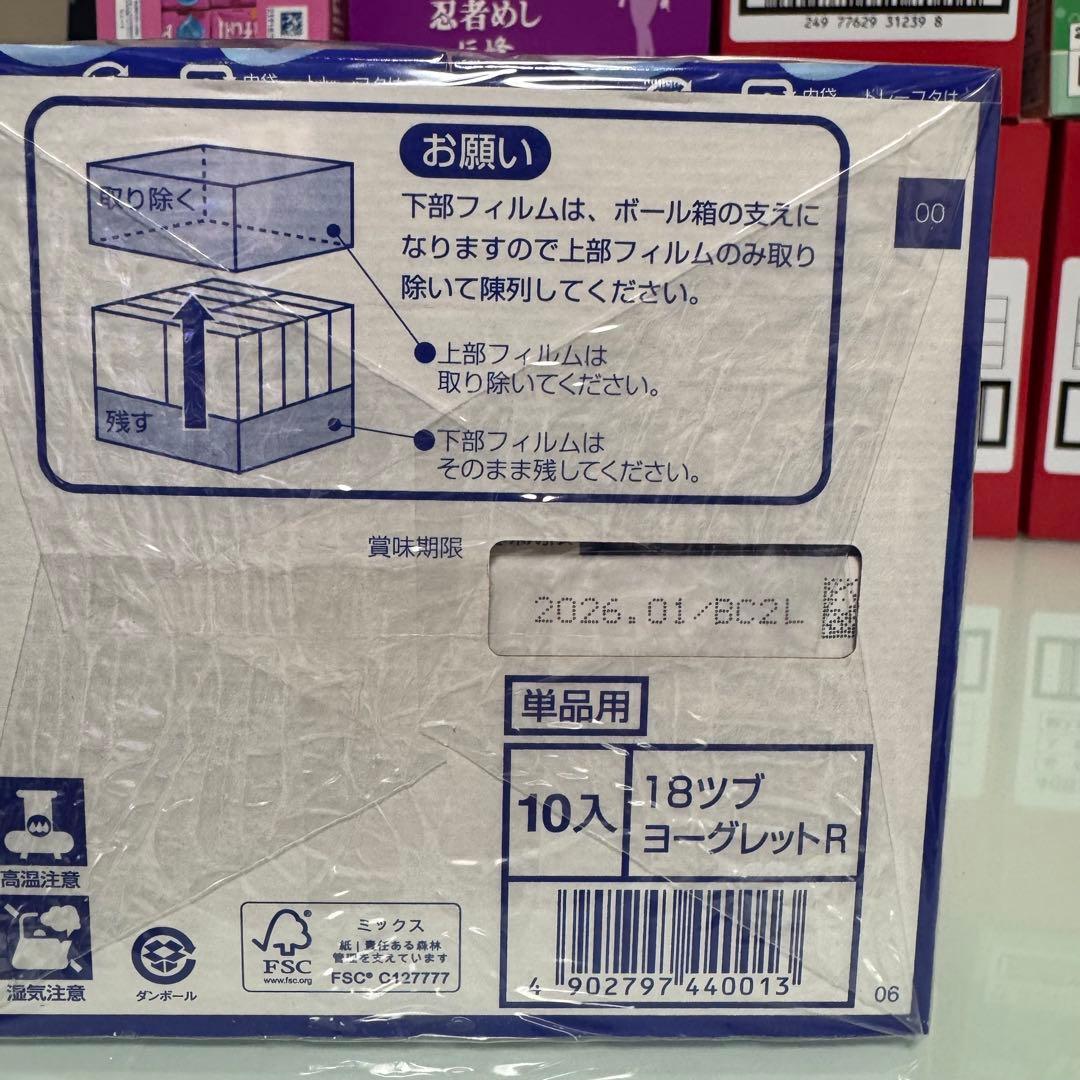 忍者めし
249 77629 31239 8
お願い
取り除く
下部フィルムは、ボール箱の支えに
なりますので上部フィルムのみ取り
除いて陳列してください。
00
上部フィルムは
取り除いてください。
残す
下部フィルムは
そのまま残してください。
賞味期限
2026.01/BC2L
単品用
10入
18ツブ
ヨーグレットR
高温注意
湿気注意
ダンボール
FSC
www.fsc.org
ミックス
紙|責任ある森林
管理を支えています
FSC® C127777
4 902797 440013
06